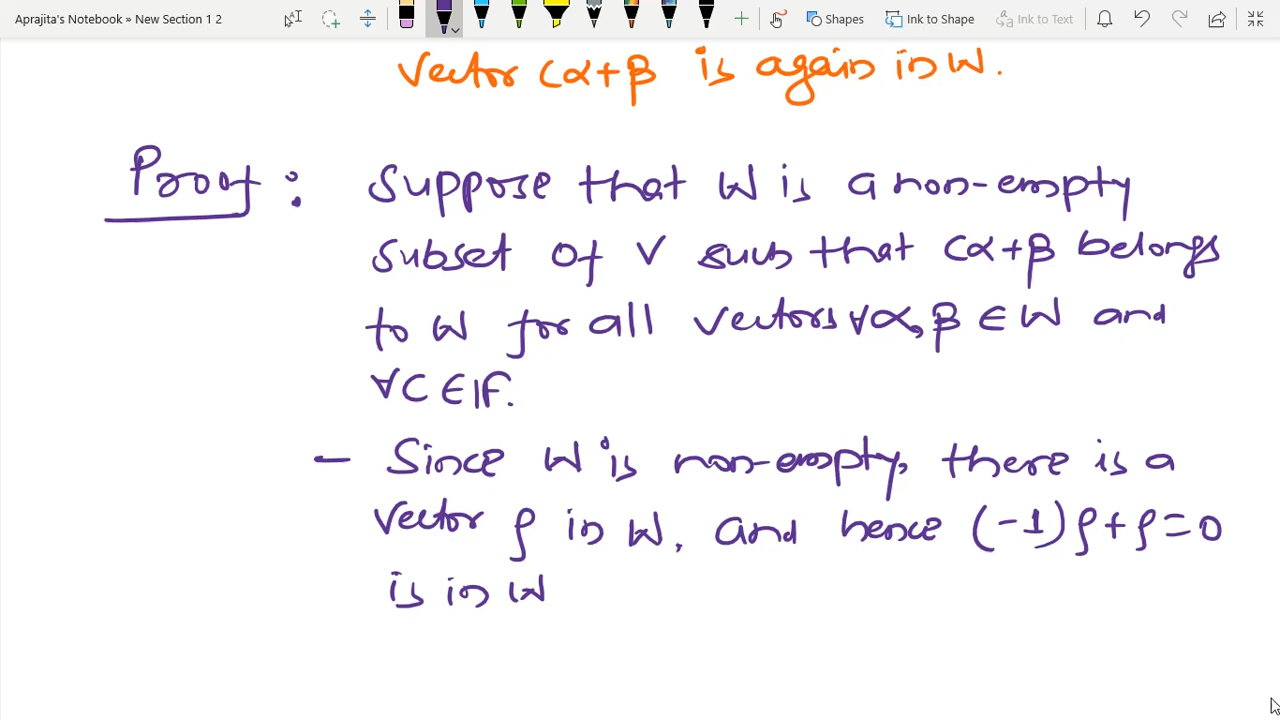 Aprajita's Notebook » New Section 1 2
Shapes
Ink to Shape
Ink to Text
Vector cα+β is again in W.
Proof : Suppose that W is a non-empty
subset of V such that cα+β belongs
to W for all vectors ∀α,β ∈ W and
∀C ∈ IF.
- Since W is non-empty, there is a
vector ρ in W, and hence (-1)ρ+ρ=0
is in W